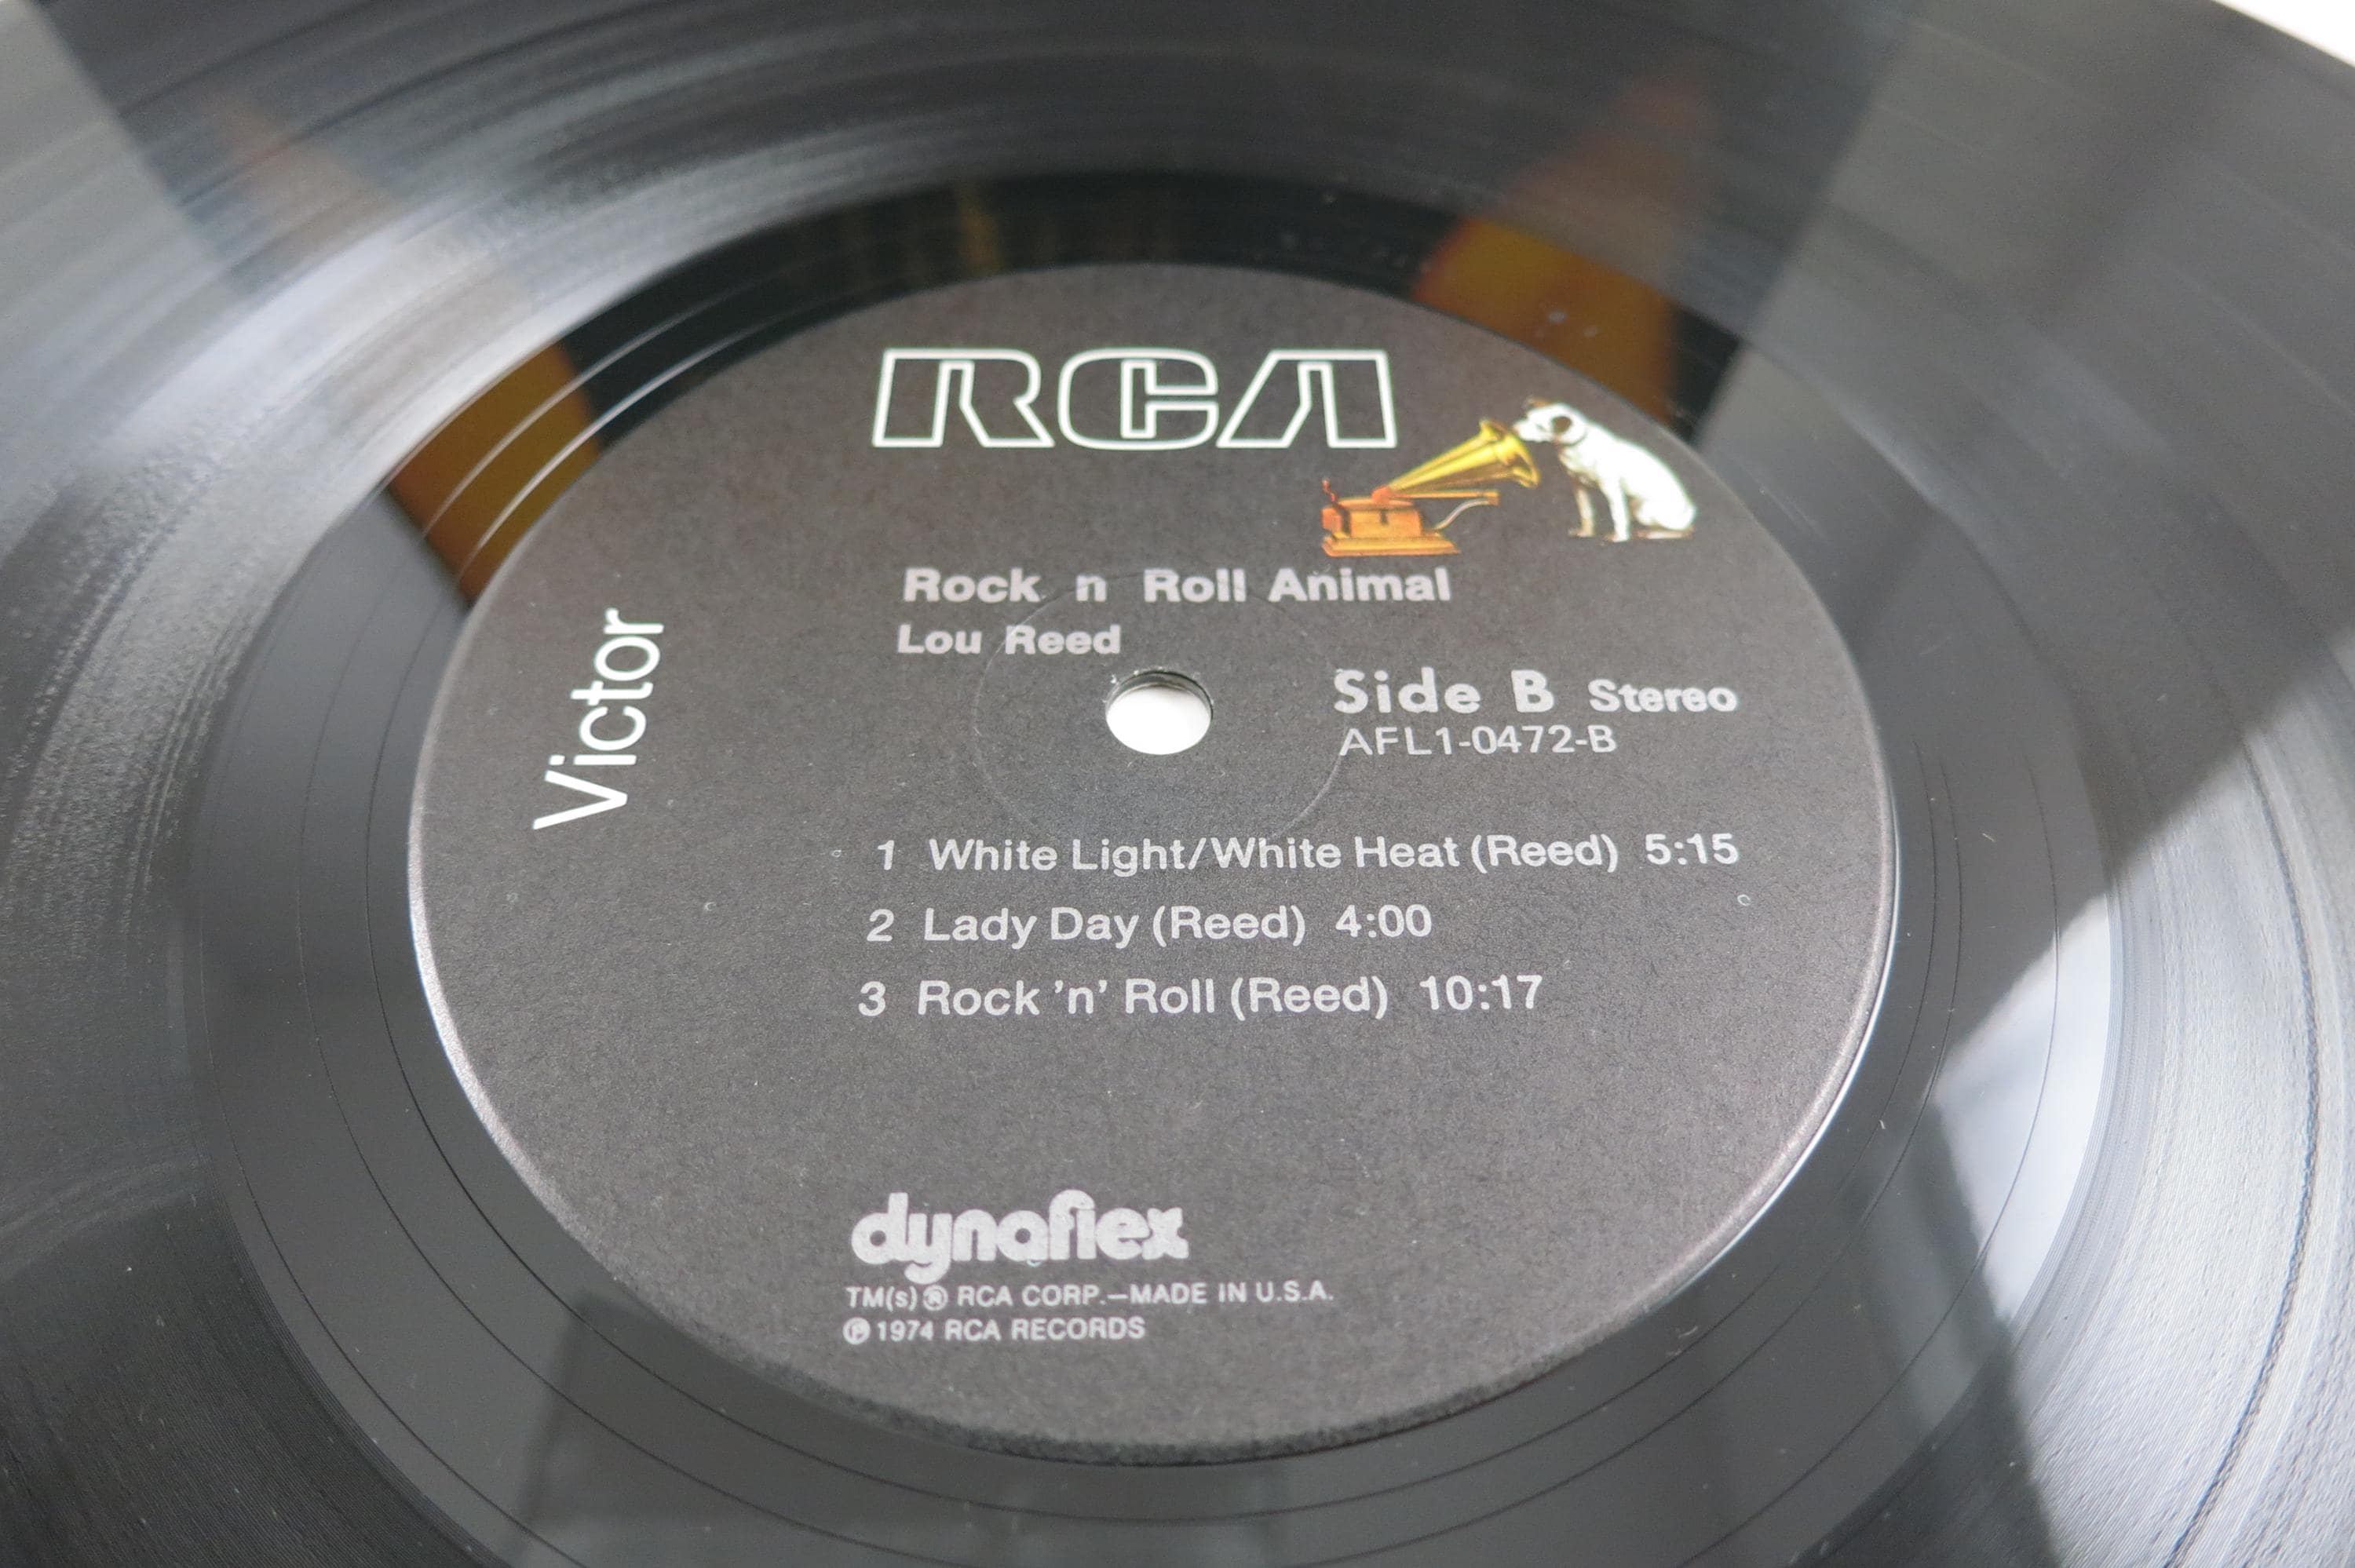 RCA
Rock n Roll Animal
Lou Reed
Victor
Side B Stereo
AFL1-0472-B
1 White Light/White Heat (Reed) 5:15
2 Lady Day (Reed) 4:00
3 Rock 'n' Roll (Reed) 10:17
dynaflex
TM(s) ® RCA CORP.—MADE IN U.S.A.
℗ 1974 RCA RECORDS